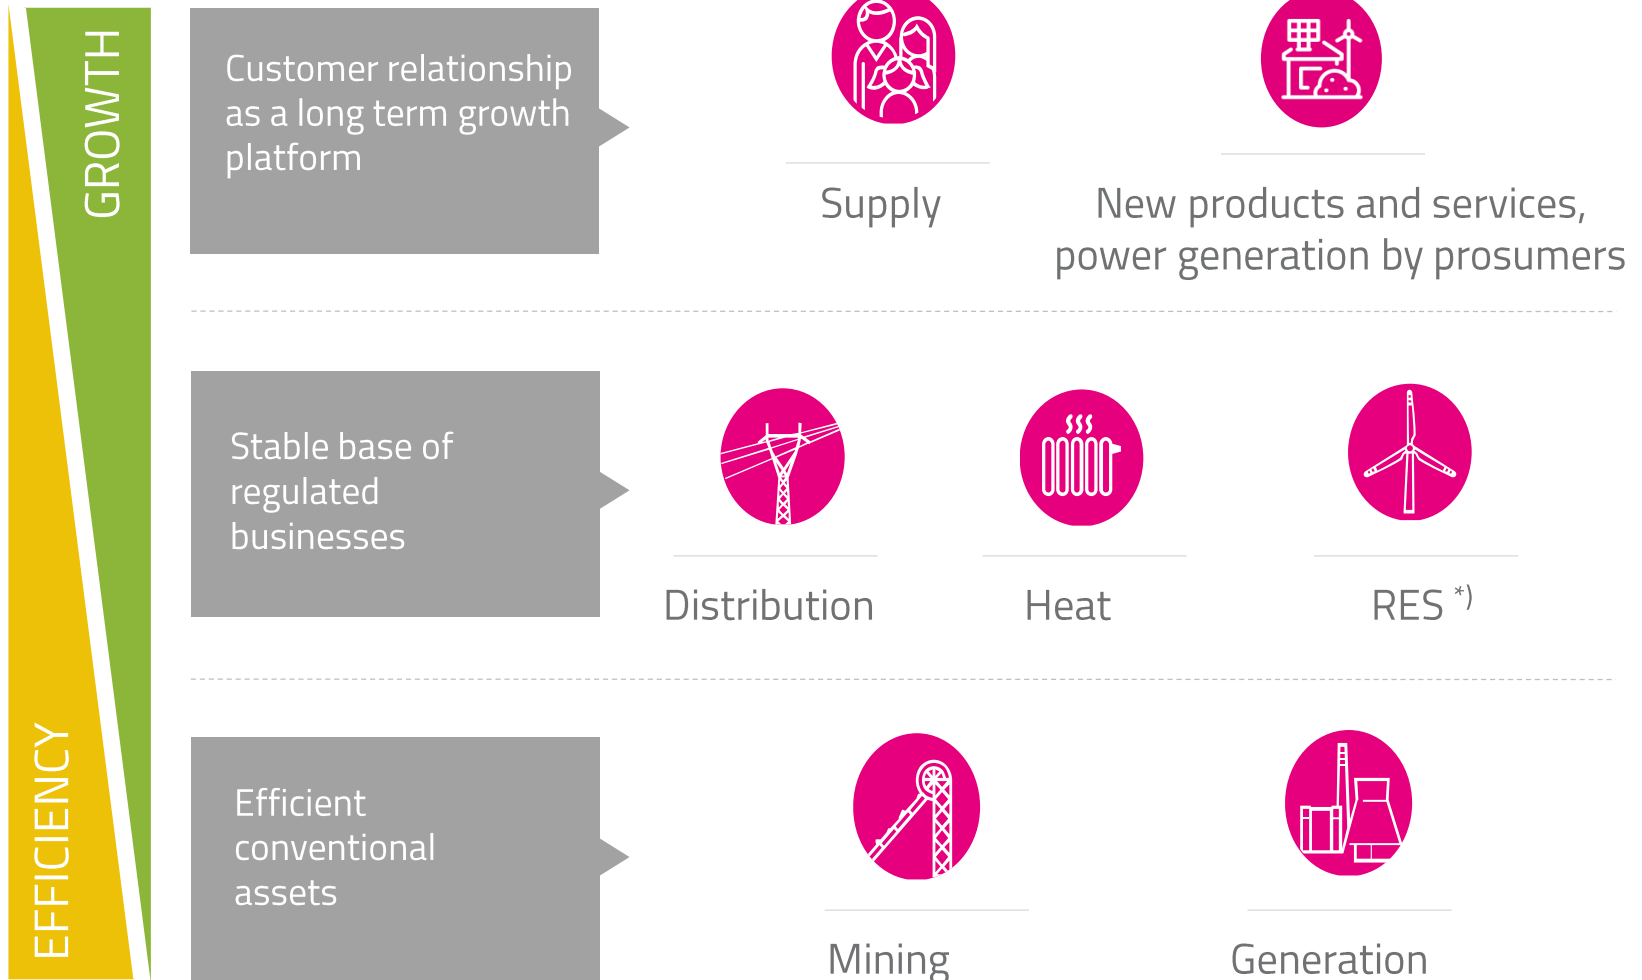 GROWTH
Customer relationship
as a long term growth
platform
Supply
New products and services,
power generation by prosumers
Stable base of
regulated
businesses
Distribution
Heat
RES *)
EFFICIENCY
Efficient
conventional
assets
Mining
Generation